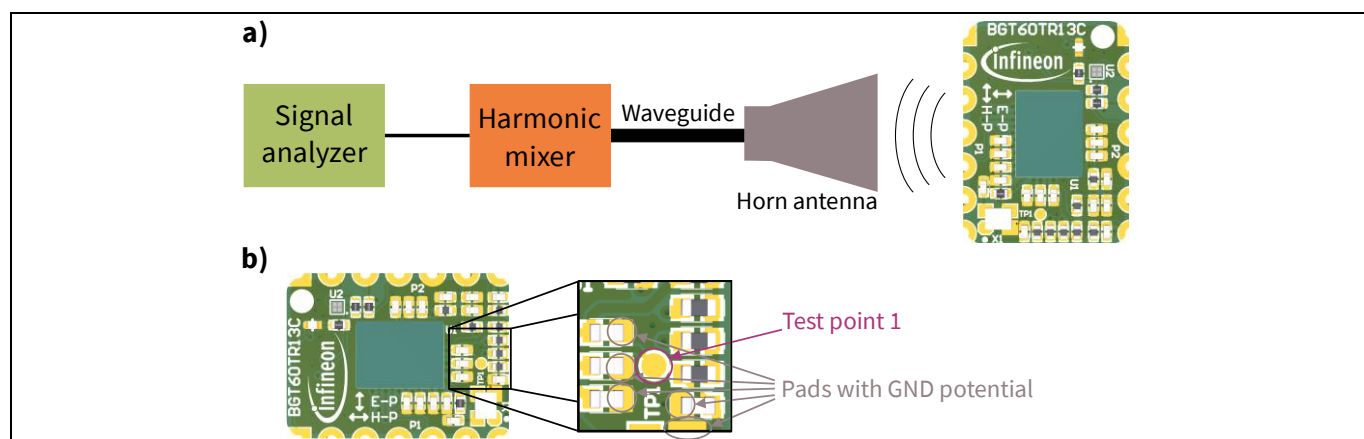 a)
BGT60TR13C
infineon
U2
E-P
H-P
P1
P2
U1
TP1
X1
Signal
analyzer
Harmonic
mixer
Waveguide
Horn antenna
b)
BGT60TR13C
infineon
U2
P2
TP1
E-P
H-P
P1
TP1
Test point 1
Pads with GND potential